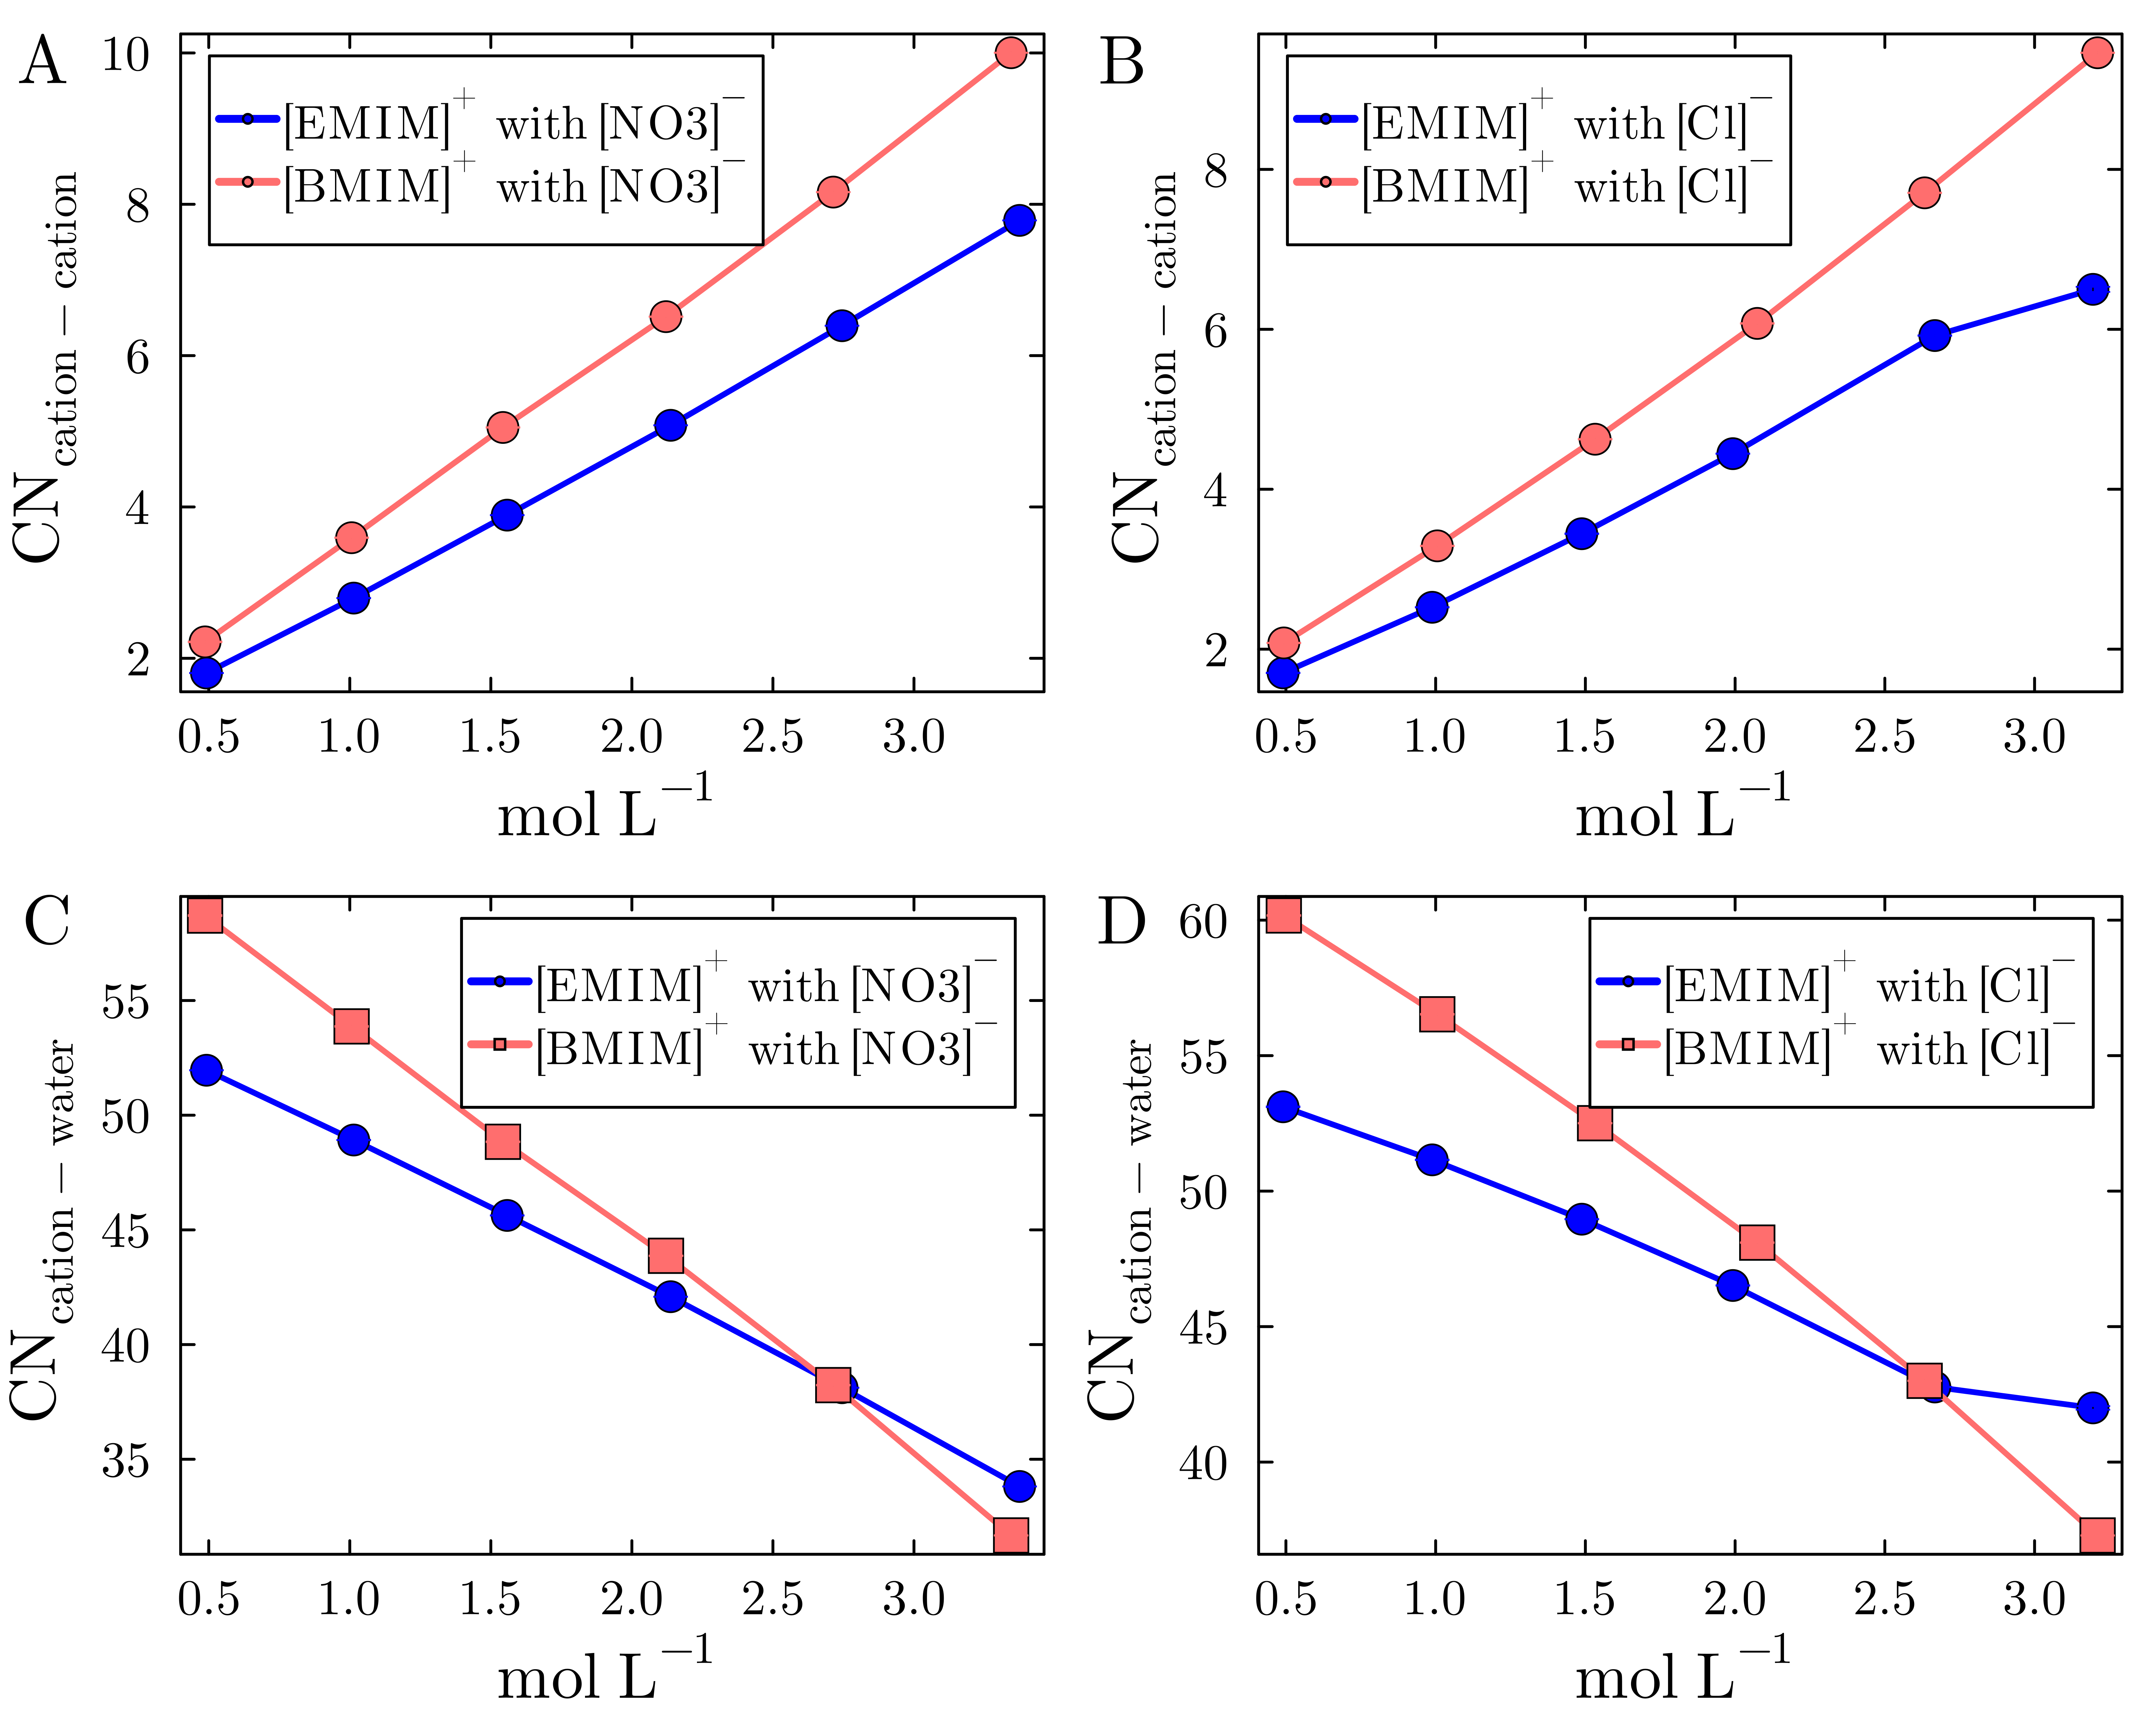 A
10
8
6
4
2
CN_cation − cation
[EMIM]⁺ with [NO3]⁻
[BMIM]⁺ with [NO3]⁻
0.5 1.0 1.5 2.0 2.5 3.0
mol L⁻¹
B
8
6
4
2
CN_cation − cation
[EMIM]⁺ with [Cl]⁻
[BMIM]⁺ with [Cl]⁻
0.5 1.0 1.5 2.0 2.5 3.0
mol L⁻¹
C
55
50
45
40
35
CN_cation − water
[EMIM]⁺ with [NO3]⁻
[BMIM]⁺ with [NO3]⁻
0.5 1.0 1.5 2.0 2.5 3.0
mol L⁻¹
D
60
55
50
45
40
CN_cation − water
[EMIM]⁺ with [Cl]⁻
[BMIM]⁺ with [Cl]⁻
0.5 1.0 1.5 2.0 2.5 3.0
mol L⁻¹